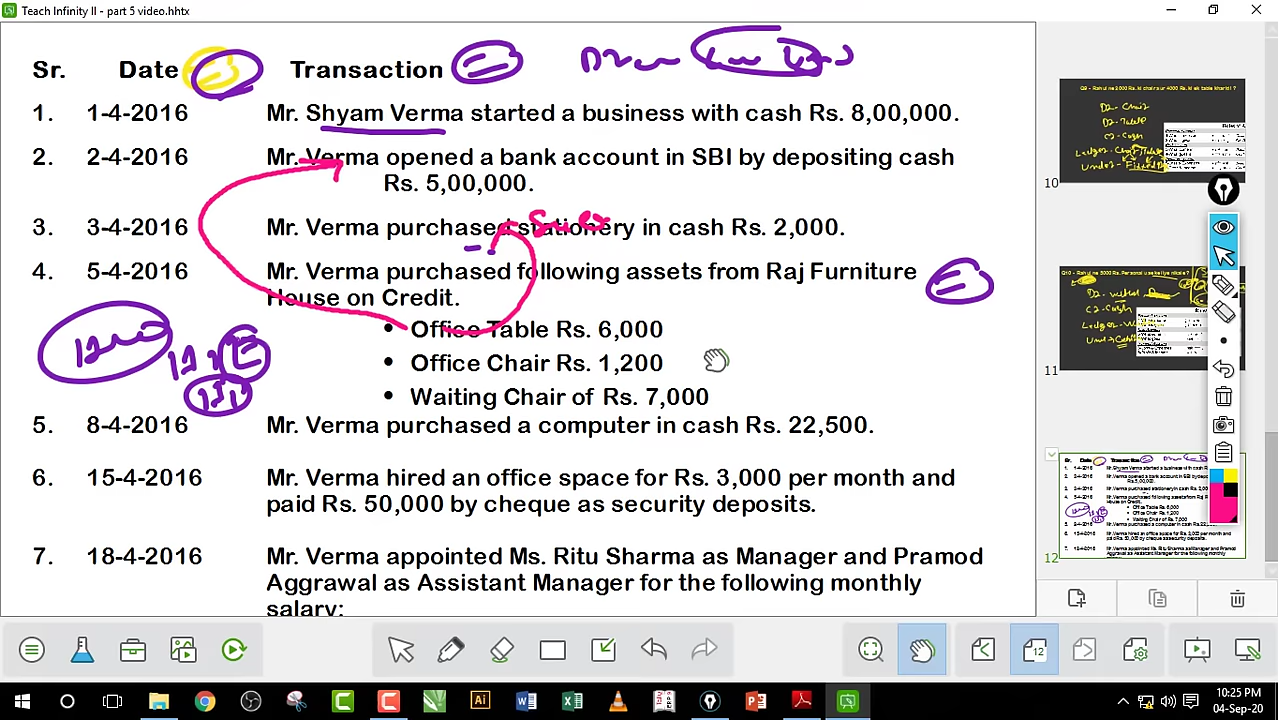 Teach Infinity II - part 5 video.hhtx
Sr. Date Transaction
1. 1-4-2016 Mr. Shyam Verma started a business with cash Rs. 8,00,000.
2. 2-4-2016 Mr. Verma opened a bank account in SBI by depositing cash
Rs. 5,00,000.
3. 3-4-2016 Mr. Verma purchased stationery in cash Rs. 2,000.
4. 5-4-2016 Mr. Verma purchased following assets from Raj Furniture
House on Credit.
• Office Table Rs. 6,000
• Office Chair Rs. 1,200
• Waiting Chair of Rs. 7,000
5. 8-4-2016 Mr. Verma purchased a computer in cash Rs. 22,500.
6. 15-4-2016 Mr. Verma hired an office space for Rs. 3,000 per month and
paid Rs. 50,000 by cheque as security deposits.
7. 18-4-2016 Mr. Verma appointed Ms. Ritu Sharma as Manager and Pramod
Aggrawal as Assistant Manager for the following monthly
salary:
10
11
12
12
10:25 PM
04-Sep-20